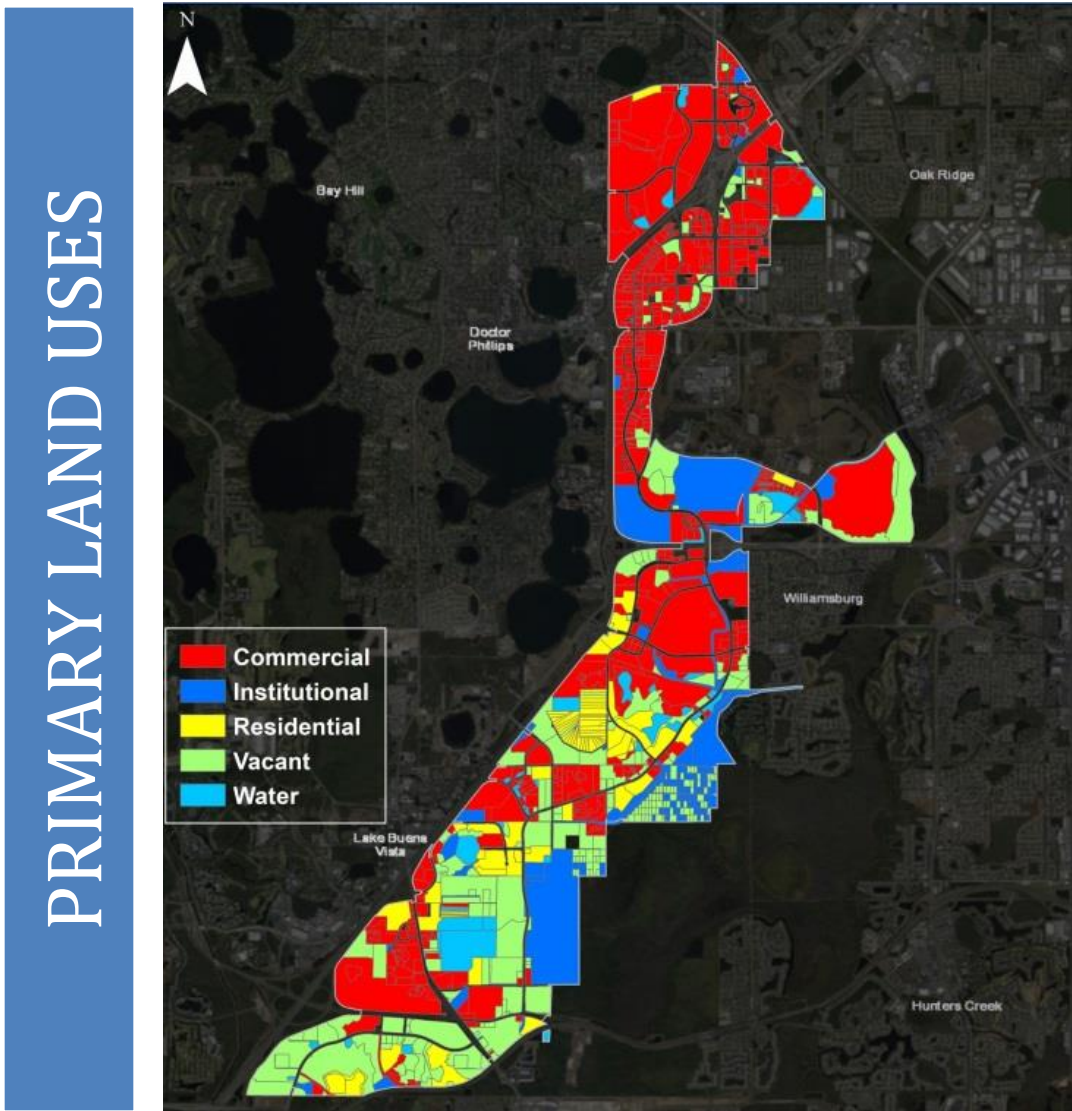 PRIMARY LAND USES
N
Bay Hill
Oak Ridge
Doctor
Phillips
Williamsburg
Commercial
Institutional
Residential
Vacant
Water
Lake Buena
Vista
Hunters Creek